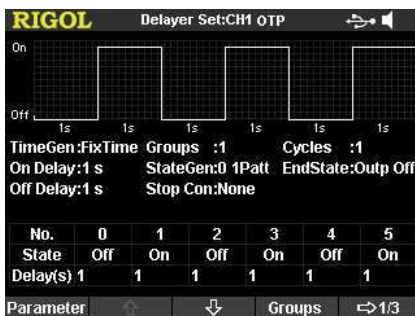 RIGOL Delayer Set:CH1 OTP
On
Off
1s 1s 1s 1s 1s 1s
TimeGen:FixTime Groups :1 Cycles :1
On Delay:1 s StateGen:0 1Patt EndState:Outp Off
Off Delay:1 s Stop Con:None
No. 0 1 2 3 4 5
State Off On Off On Off On
Delay(s) 1 1 1 1 1 1
Parameter Groups 1/3